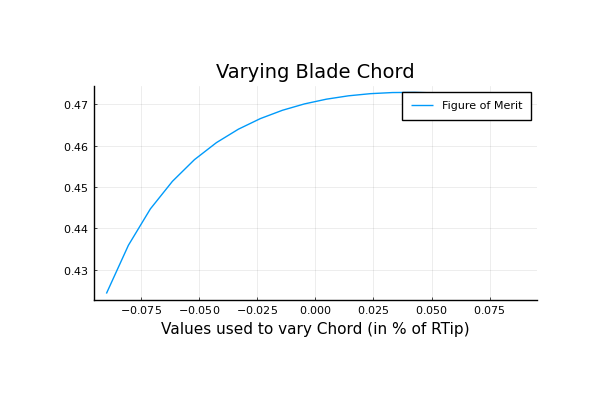 Varying Blade Chord
0.47
0.46
0.45
0.44
0.43
Figure of Merit
−0.075 −0.050 −0.025 0.000 0.025 0.050 0.075
Values used to vary Chord (in % of RTip)